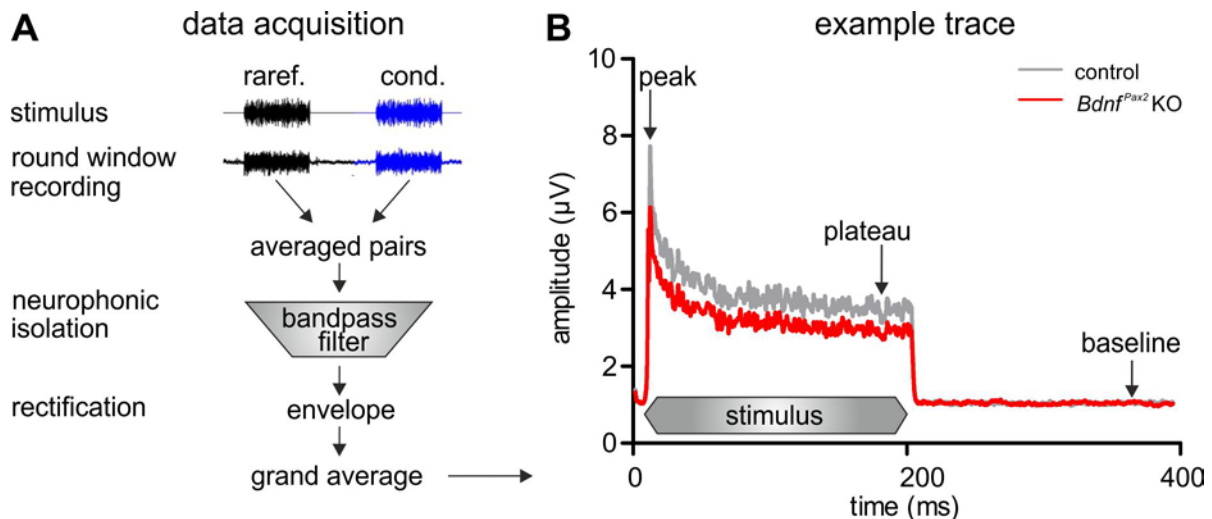 A data acquisition
raref. cond.
stimulus
round window
recording
averaged pairs
neurophonic
isolation
bandpass
filter
rectification
envelope
grand average
B example trace
control
Bdnf^Pax2 KO
peak
plateau
baseline
stimulus
amplitude (µV)
10
8
6
4
2
0
0 200 400
time (ms)